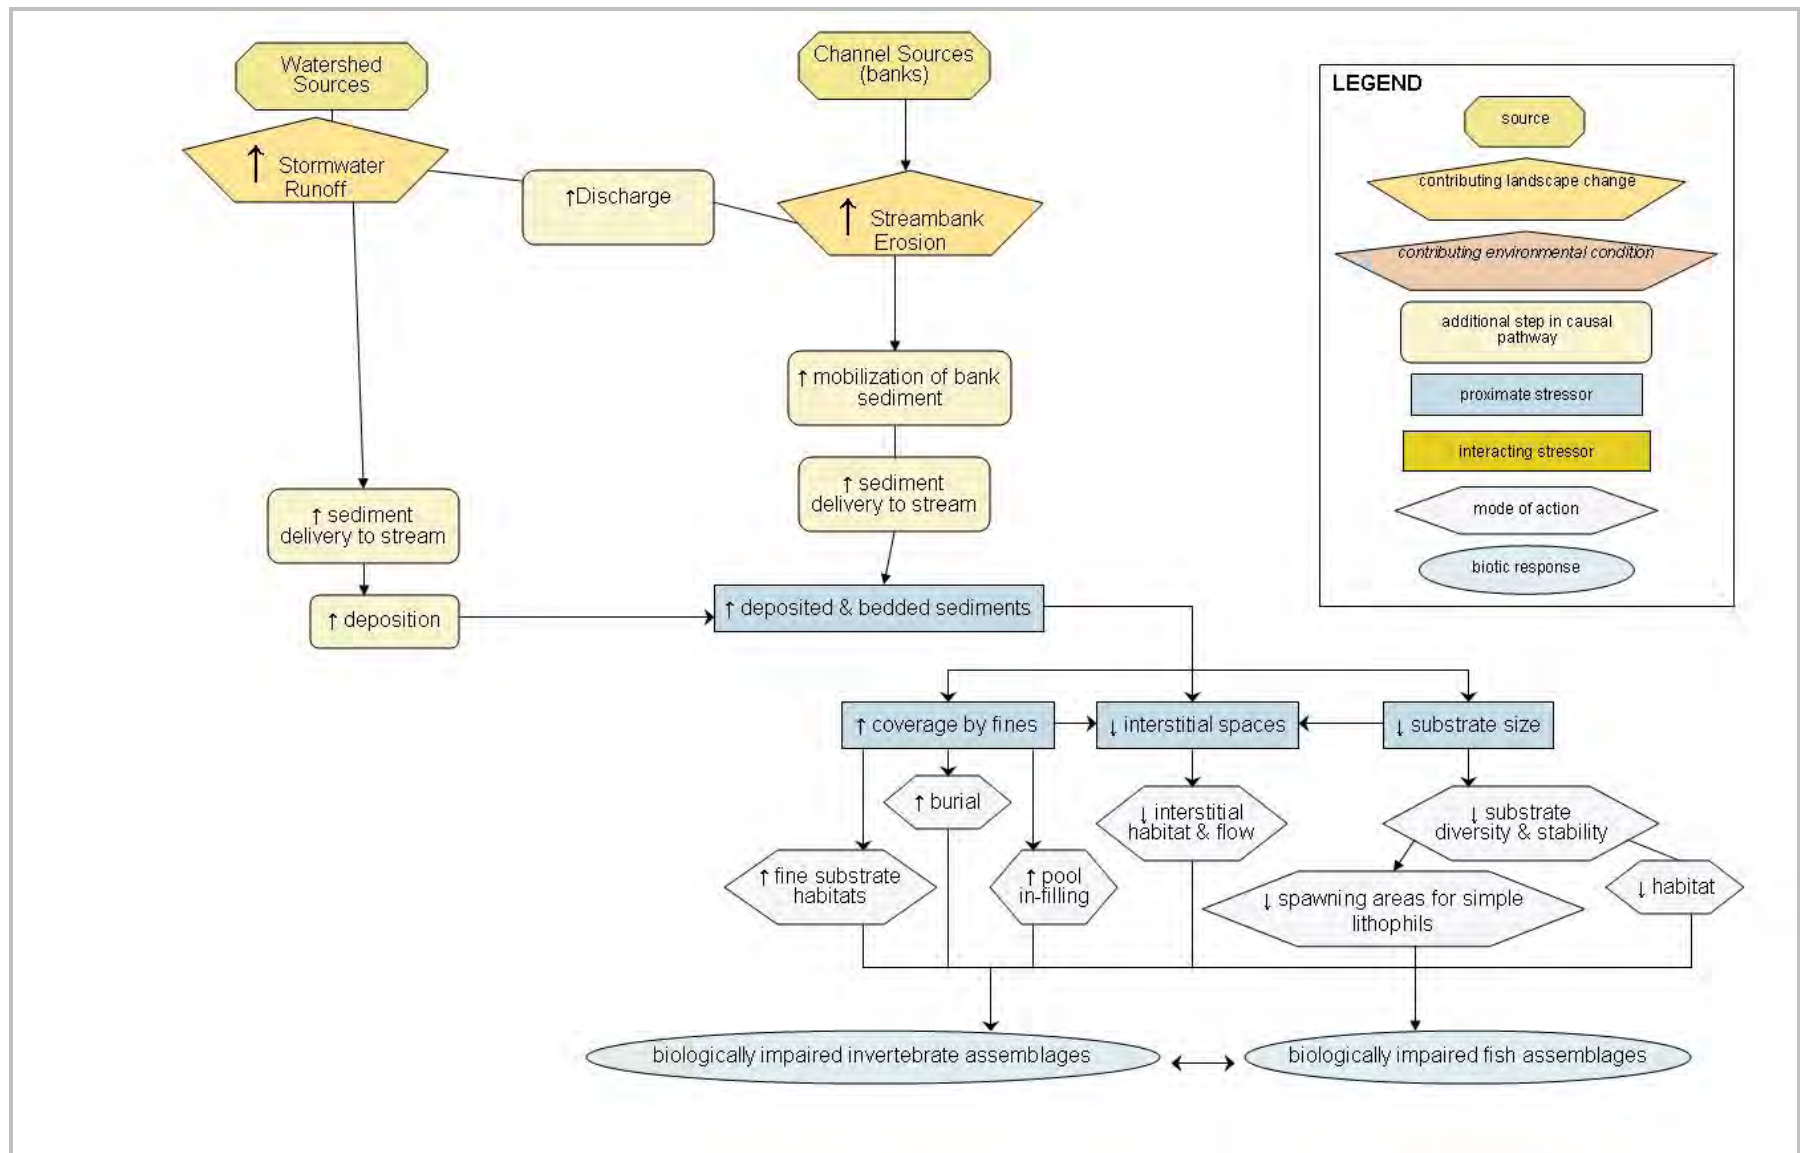 Watershed
Sources
Channel Sources
(banks)
LEGEND
source
↑ Stormwater
Runoff
↑Discharge
↑ Streambank
Erosion
contributing landscape change
contributing environmental condition
additional step in causal
pathway
↑ mobilization of bank
sediment
proximate stressor
interacting stressor
↑ sediment
delivery to stream
mode of action
↑ sediment
delivery to stream
biotic response
↑ deposition
↑ deposited & bedded sediments
↑ coverage by fines
↓ interstitial spaces
↓ substrate size
↑ burial
↓ interstitial
habitat & flow
↓ substrate
diversity & stability
↑ fine substrate
habitats
↑ pool
in-filling
↓ spawning areas for simple
lithophils
↓ habitat
biologically impaired invertebrate assemblages
biologically impaired fish assemblages